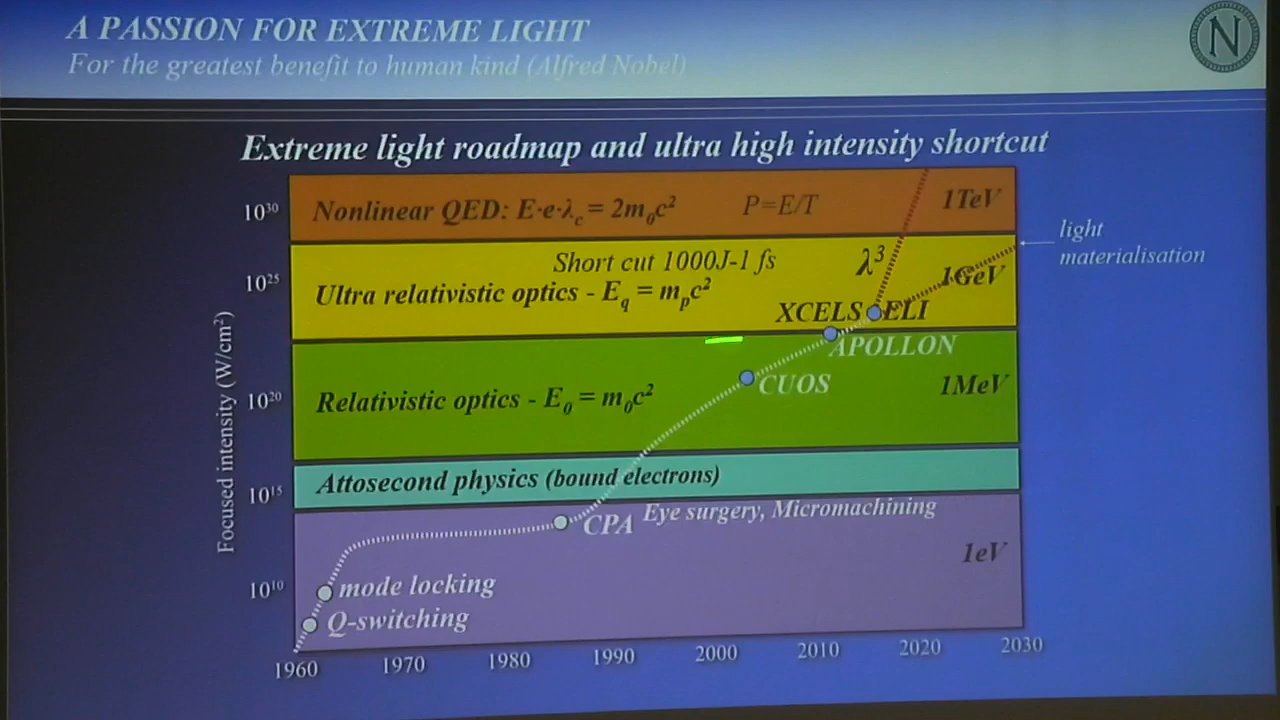 A PASSION FOR EXTREME LIGHT
For the greatest benefit to human kind (Alfred Nobel)
N
Extreme light roadmap and ultra high intensity shortcut
Focused intensity (W/cm²)
10³⁰
Nonlinear QED: E·e·λc = 2m₀c²
P=E/T
1TeV
light
materialisation
10²⁵
Short cut 1000J-1 fs
λ³
1GeV
Ultra relativistic optics - Eq = mpc²
XCELS
ELI
APOLLON
10²⁰
Relativistic optics - E₀ = m₀c²
CUOS
1MeV
10¹⁵
Attosecond physics (bound electrons)
CPA
Eye surgery, Micromachining
1eV
10¹⁰
mode locking
Q-switching
1960 1970 1980 1990 2000 2010 2020 2030